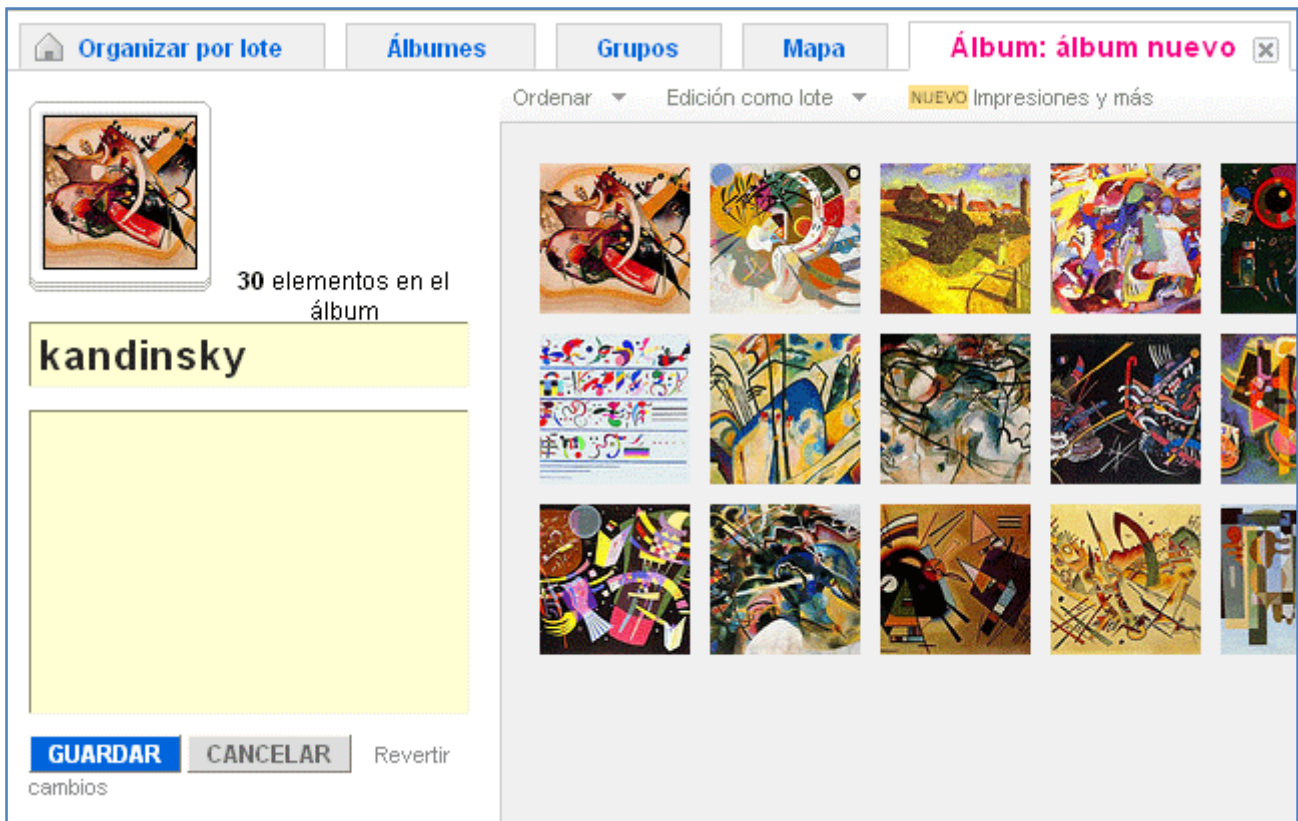 Organizar por lote
Álbumes
Grupos
Mapa
Álbum: álbum nuevo
Ordenar
Edición como lote
NUEVO Impresiones y más
30 elementos en el
álbum
kandinsky
GUARDAR
CANCELAR
Revertir
cambios